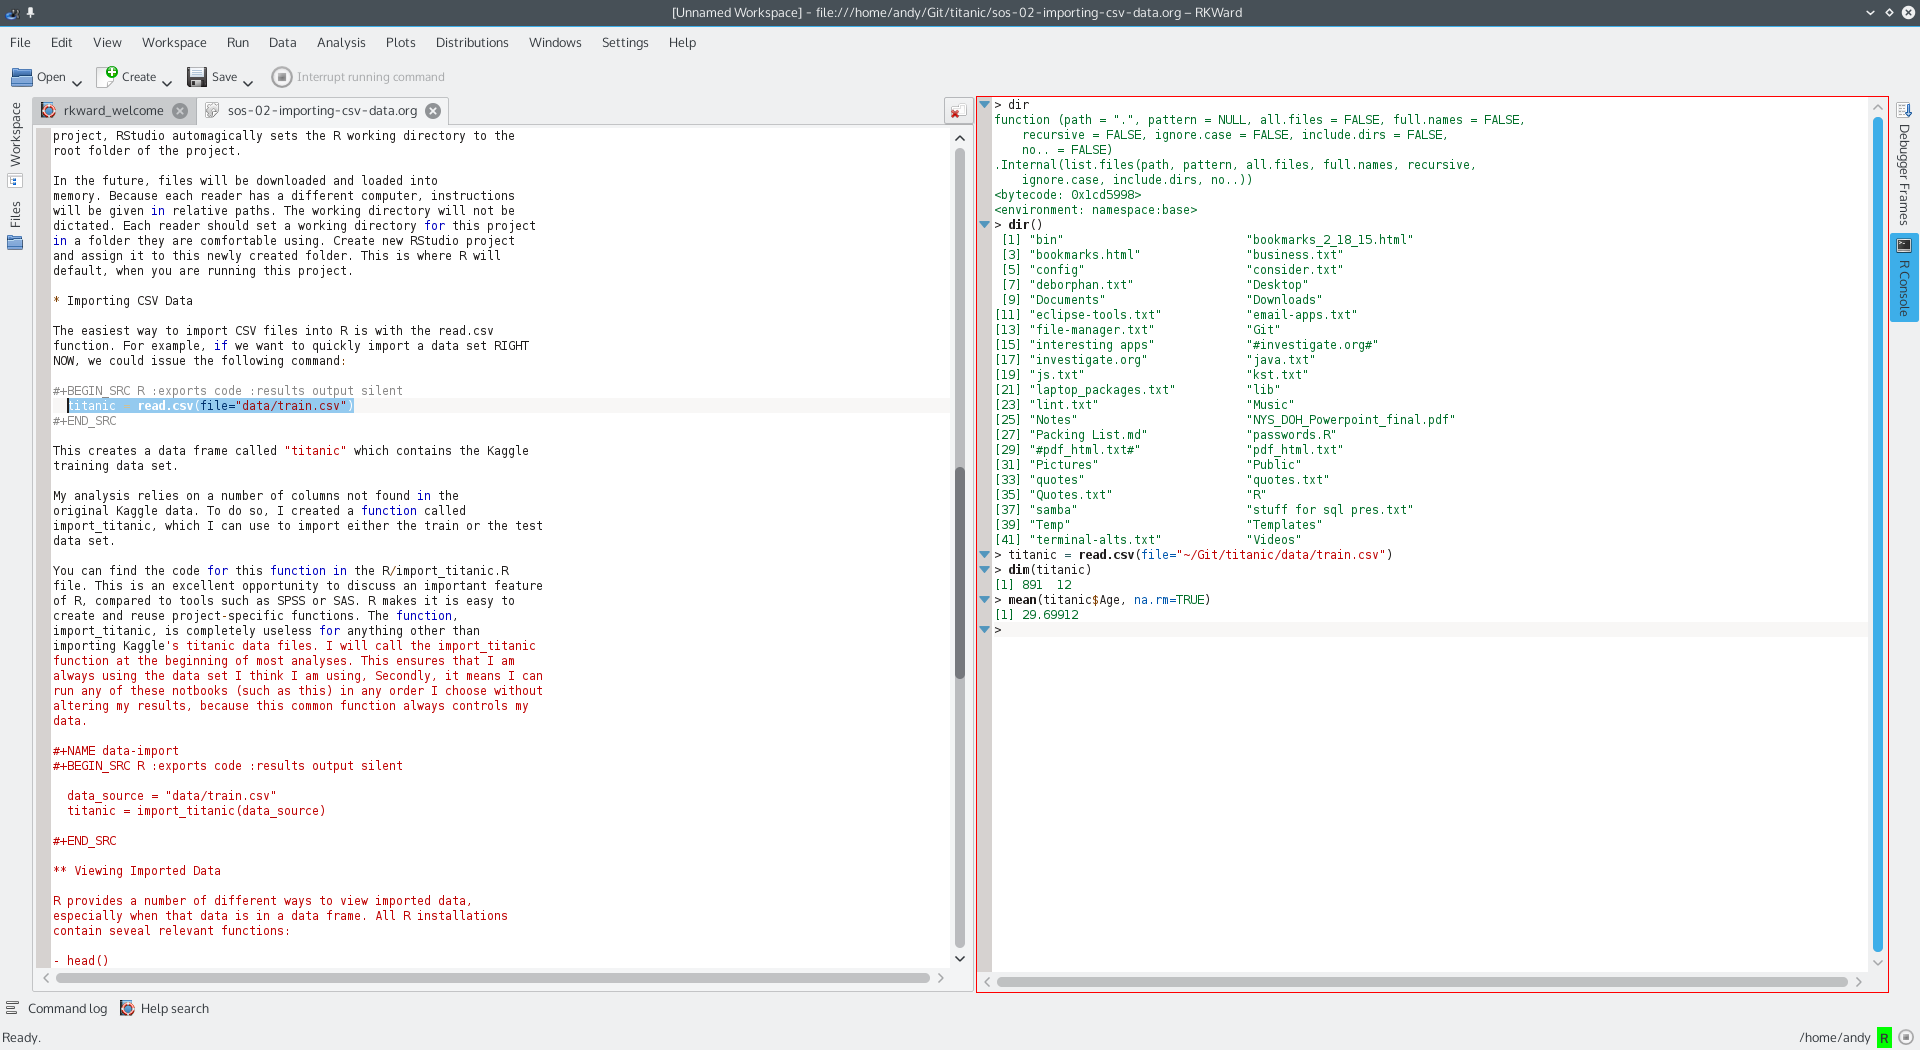 [Unnamed Workspace] - file:///home/andy/Git/titanic/sos-02-importing-csv-data.org – RKWard
File Edit View Workspace Run Data Analysis Plots Distributions Windows Settings Help
Open Create Save Interrupt running command
Workspace
Files
rkward_welcome sos-02-importing-csv-data.org
project, RStudio automagically sets the R working directory to the
root folder of the project.
In the future, files will be downloaded and loaded into
memory. Because each reader has a different computer, instructions
will be given in relative paths. The working directory will not be
dictated. Each reader should set a working directory for this project
in a folder they are comfortable using. Create new RStudio project
and assign it to this newly created folder. This is where R will
default, when you are running this project.
* Importing CSV Data
The easiest way to import CSV files into R is with the read.csv
function. For example, if we want to quickly import a data set RIGHT
NOW, we could issue the following command:
#+BEGIN_SRC R :exports code :results output silent
titanic read.csv(file="data/train.csv")
#+END_SRC
This creates a data frame called "titanic" which contains the Kaggle
training data set.
My analysis relies on a number of columns not found in the
original Kaggle data. To do so, I created a function called
import_titanic, which I can use to import either the train or the test
data set.
You can find the code for this function in the R/import_titanic.R
file. This is an excellent opportunity to discuss an important feature
of R, compared to tools such as SPSS or SAS. R makes it is easy to
create and reuse project-specific functions. The function,
import_titanic, is completely useless for anything other than
importing Kaggle's titanic data files. I will call the import_titanic
function at the beginning of most analyses. This ensures that I am
always using the data set I think I am using, Secondly, it means I can
run any of these notbooks (such as this) in any order I choose without
altering my results, because this common function always controls my
data.
#+NAME data-import
#+BEGIN_SRC R :exports code :results output silent
data_source = "data/train.csv"
titanic = import_titanic(data_source)
#+END_SRC
** Viewing Imported Data
R provides a number of different ways to view imported data,
especially when that data is in a data frame. All R installations
contain seveal relevant functions:
- head()
> dir
function (path = ".", pattern = NULL, all.files = FALSE, full.names = FALSE,
recursive = FALSE, ignore.case = FALSE, include.dirs = FALSE,
no.. = FALSE)
.Internal(list.files(path, pattern, all.files, full.names, recursive,
ignore.case, include.dirs, no..))
<bytecode: 0x1cd5998>
<environment: namespace:base>
> dir()
[1] "bin" "bookmarks_2_18_15.html"
[3] "bookmarks.html" "business.txt"
[5] "config" "consider.txt"
[7] "deborphan.txt" "Desktop"
[9] "Documents" "Downloads"
[11] "eclipse-tools.txt" "email-apps.txt"
[13] "file-manager.txt" "Git"
[15] "interesting apps" "#investigate.org#"
[17] "investigate.org" "java.txt"
[19] "js.txt" "kst.txt"
[21] "laptop_packages.txt" "lib"
[23] "lint.txt" "Music"
[25] "Notes" "NYS_DOH_Powerpoint_final.pdf"
[27] "Packing List.md" "passwords.R"
[29] "#pdf_html.txt#" "pdf_html.txt"
[31] "Pictures" "Public"
[33] "quotes" "quotes.txt"
[35] "Quotes.txt" "R"
[37] "samba" "stuff for sql pres.txt"
[39] "Temp" "Templates"
[41] "terminal-alts.txt" "Videos"
> titanic = read.csv(file="~/Git/titanic/data/train.csv")
> dim(titanic)
[1] 891 12
> mean(titanic$Age, na.rm=TRUE)
[1] 29.69912
>
Debugger Frames
R Console
Command log Help search
Ready. /home/andy R